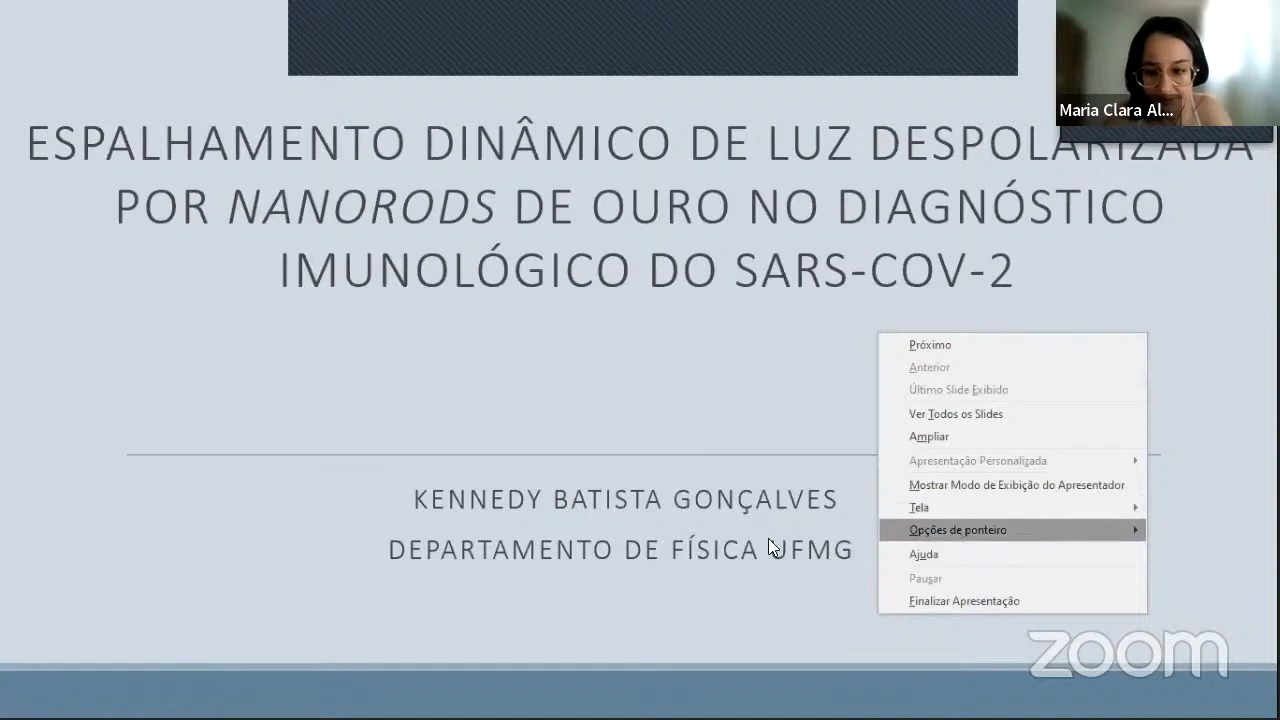 Maria Clara Al...
ESPALHAMENTO DINÂMICO DE LUZ DESPOLARIZADA
POR NANORODS DE OURO NO DIAGNÓSTICO
IMUNOLÓGICO DO SARS-COV-2
KENNEDY BATISTA GONÇALVES
DEPARTAMENTO DE FÍSICA UFMG
Próximo
Anterior
Último Slide Exibido
Ver Todos os Slides
Ampliar
Apresentação Personalizada
Mostrar Modo de Exibição do Apresentador
Tela
Opções de ponteiro
Ajuda
Pausar
Finalizar Apresentação
zoom